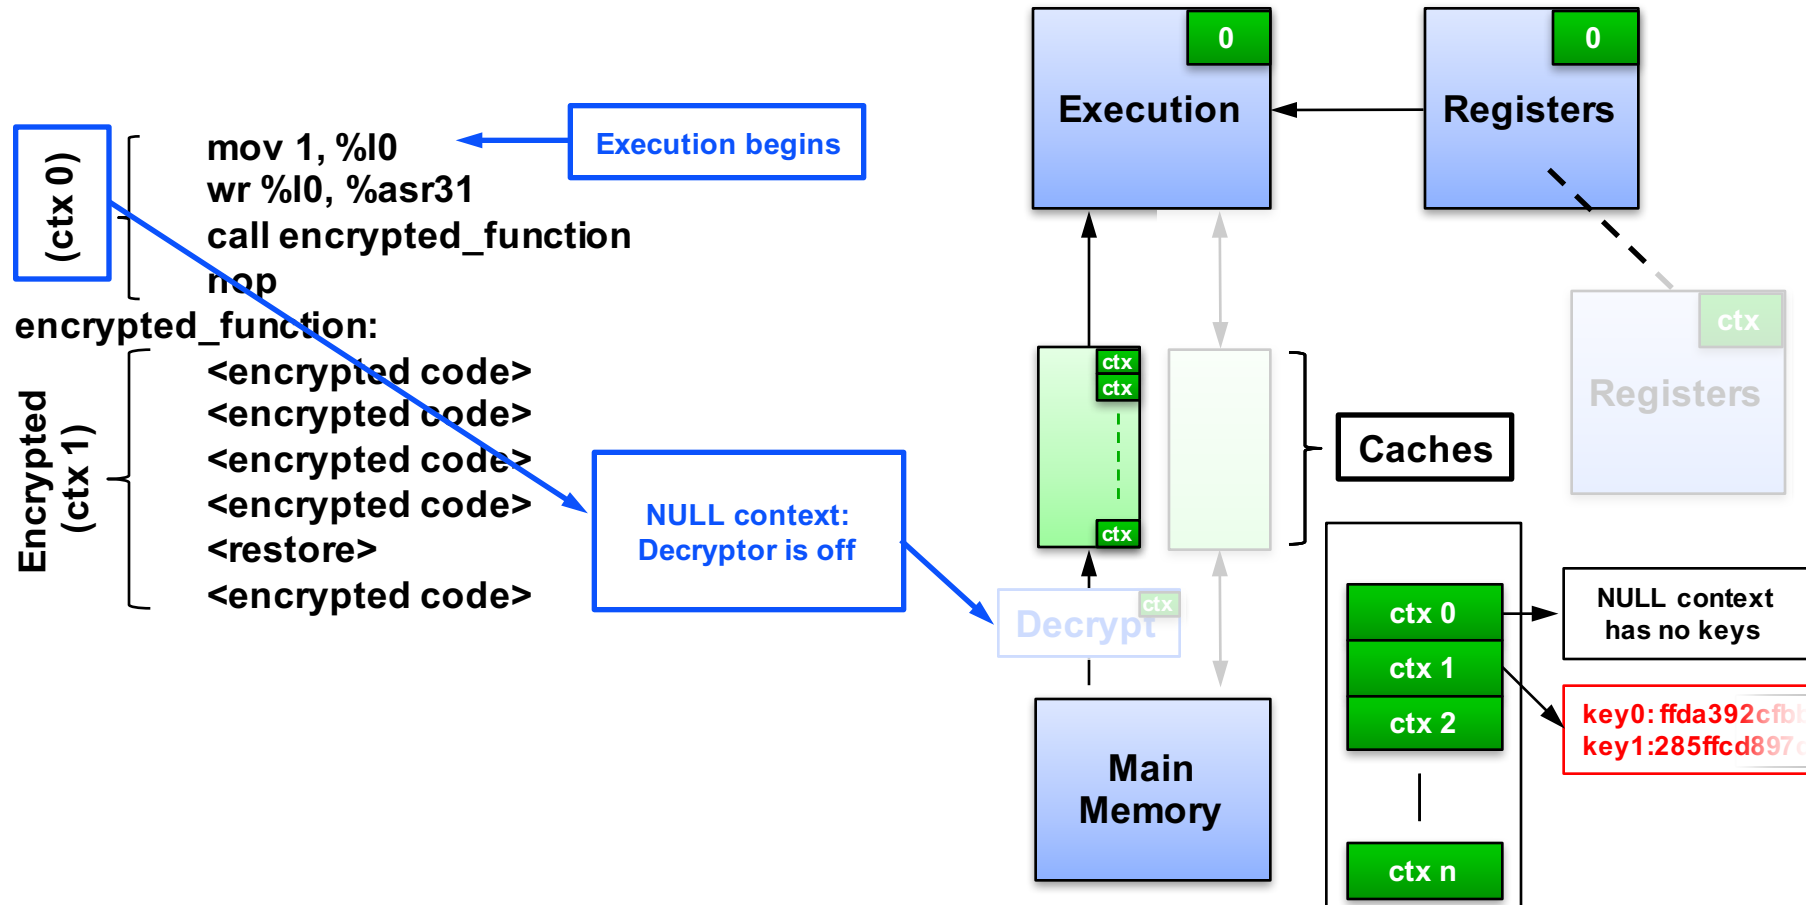 (ctx 0)
mov 1, %l0
wr %l0, %asr31
call encrypted_function
nop
Execution begins
encrypted_function:
Encrypted
(ctx 1)
<encrypted code>
<encrypted code>
<encrypted code>
<encrypted code>
<restore>
<encrypted code>
NULL context:
Decryptor is off
0
Execution
0
Registers
ctx
Registers
ctx
ctx
ctx
Caches
ctx
Decrypt
Main
Memory
ctx 0
ctx 1
ctx 2
ctx n
NULL context
has no keys
key0: ffda392cfb
key1:285ffcd897